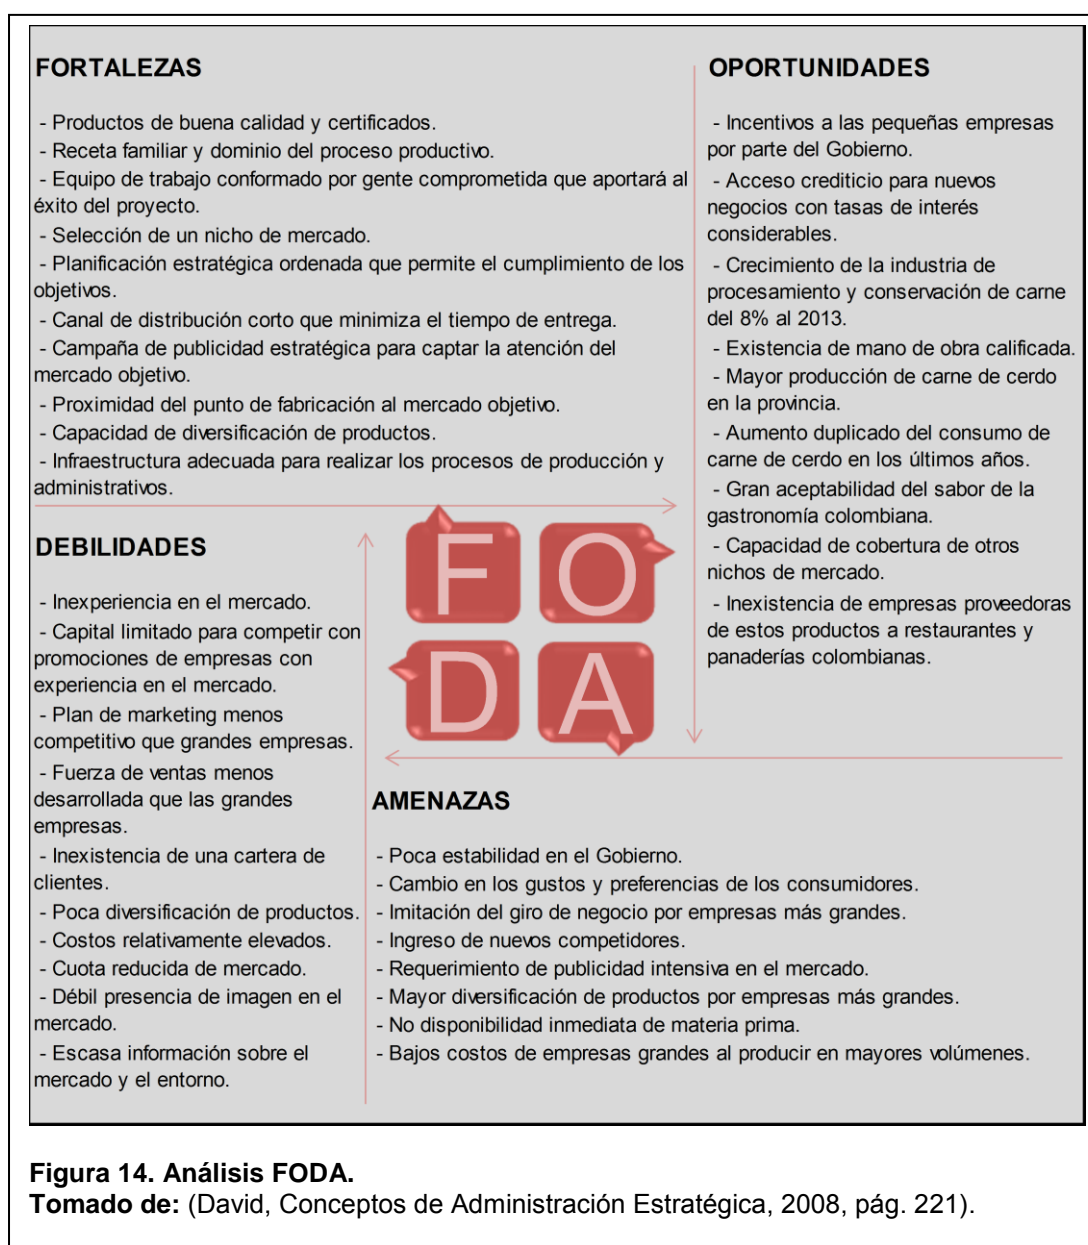 FORTALEZAS
- Productos de buena calidad y certificados.
- Receta familiar y dominio del proceso productivo.
- Equipo de trabajo conformado por gente comprometida que aportará al
éxito del proyecto.
- Selección de un nicho de mercado.
- Planificación estratégica ordenada que permite el cumplimiento de los
objetivos.
- Canal de distribución corto que minimiza el tiempo de entrega.
- Campaña de publicidad estratégica para captar la atención del
mercado objetivo.
- Proximidad del punto de fabricación al mercado objetivo.
- Capacidad de diversificación de productos.
- Infraestructura adecuada para realizar los procesos de producción y
administrativos.
OPORTUNIDADES
- Incentivos a las pequeñas empresas
por parte del Gobierno.
- Acceso crediticio para nuevos
negocios con tasas de interés
considerables.
- Crecimiento de la industria de
procesamiento y conservación de carne
del 8% al 2013.
- Existencia de mano de obra calificada.
- Mayor producción de carne de cerdo
en la provincia.
- Aumento duplicado del consumo de
carne de cerdo en los últimos años.
- Gran aceptabilidad del sabor de la
gastronomía colombiana.
- Capacidad de cobertura de otros
nichos de mercado.
- Inexistencia de empresas proveedoras
de estos productos a restaurantes y
panaderías colombianas.
F O
D A
DEBILIDADES
- Inexperiencia en el mercado.
- Capital limitado para competir con
promociones de empresas con
experiencia en el mercado.
- Plan de marketing menos
competitivo que grandes empresas.
- Fuerza de ventas menos
desarrollada que las grandes
empresas.
- Inexistencia de una cartera de
clientes.
- Poca diversificación de productos.
- Costos relativamente elevados.
- Cuota reducida de mercado.
- Débil presencia de imagen en el
mercado.
- Escasa información sobre el
mercado y el entorno.
AMENAZAS
- Poca estabilidad en el Gobierno.
- Cambio en los gustos y preferencias de los consumidores.
- Imitación del giro de negocio por empresas más grandes.
- Ingreso de nuevos competidores.
- Requerimiento de publicidad intensiva en el mercado.
- Mayor diversificación de productos por empresas más grandes.
- No disponibilidad inmediata de materia prima.
- Bajos costos de empresas grandes al producir en mayores volúmenes.
Figura 14. Análisis FODA.
Tomado de: (David, Conceptos de Administración Estratégica, 2008, pág. 221).